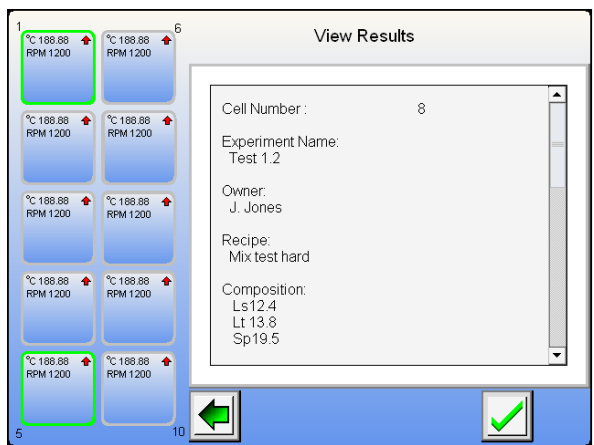 1
6
°C 188.88
RPM 1200
°C 188.88
RPM 1200
°C 188.88
RPM 1200
°C 188.88
RPM 1200
°C 188.88
RPM 1200
°C 188.88
RPM 1200
°C 188.88
RPM 1200
°C 188.88
RPM 1200
°C 188.88
RPM 1200
°C 188.88
RPM 1200
5
10
View Results
Cell Number : 8
Experiment Name:
Test 1.2
Owner:
J. Jones
Recipe:
Mix test hard
Composition:
Ls12.4
Lt 13.8
Sp19.5